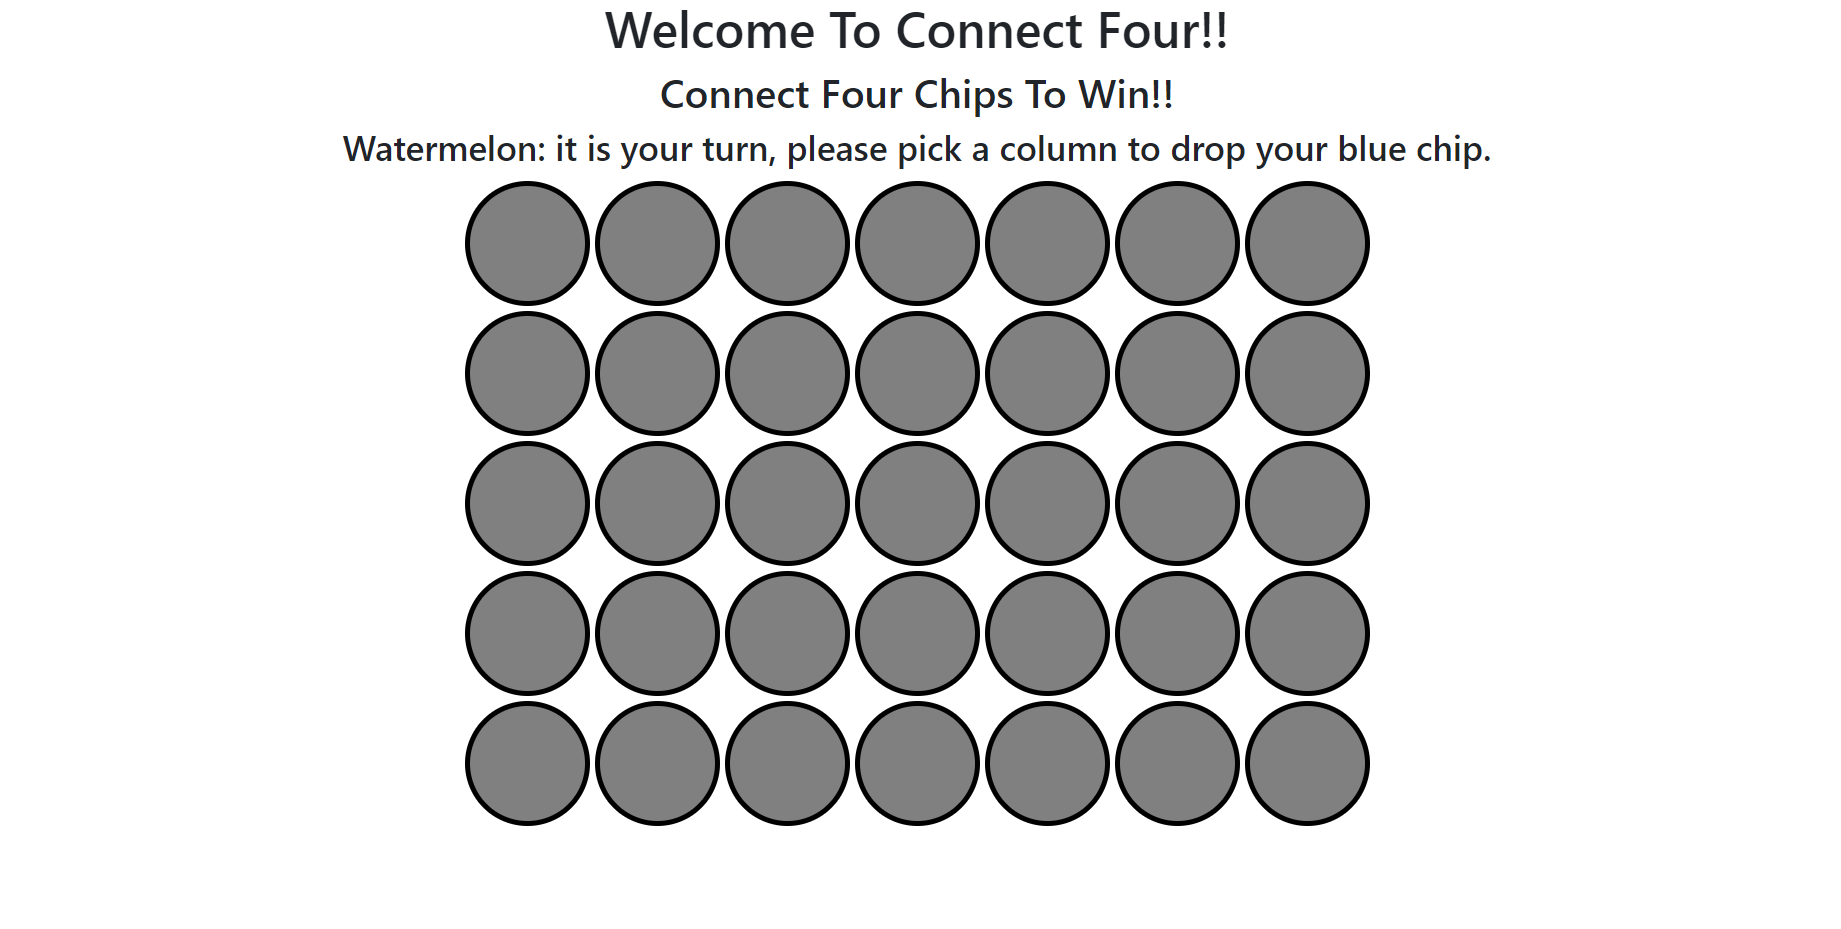 Welcome To Connect Four!!
Connect Four Chips To Win!!
Watermelon: it is your turn, please pick a column to drop your blue chip.